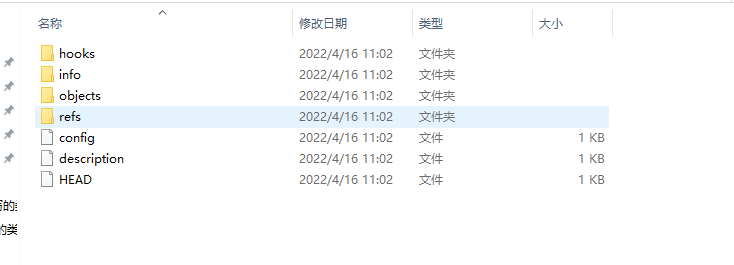 名称 修改日期 类型 大小
hooks 2022/4/16 11:02 文件夹
info 2022/4/16 11:02 文件夹
objects 2022/4/16 11:02 文件夹
refs 2022/4/16 11:02 文件夹
config 2022/4/16 11:02 文件 1 KB
description 2022/4/16 11:02 文件 1 KB
HEAD 2022/4/16 11:02 文件 1 KB
的类